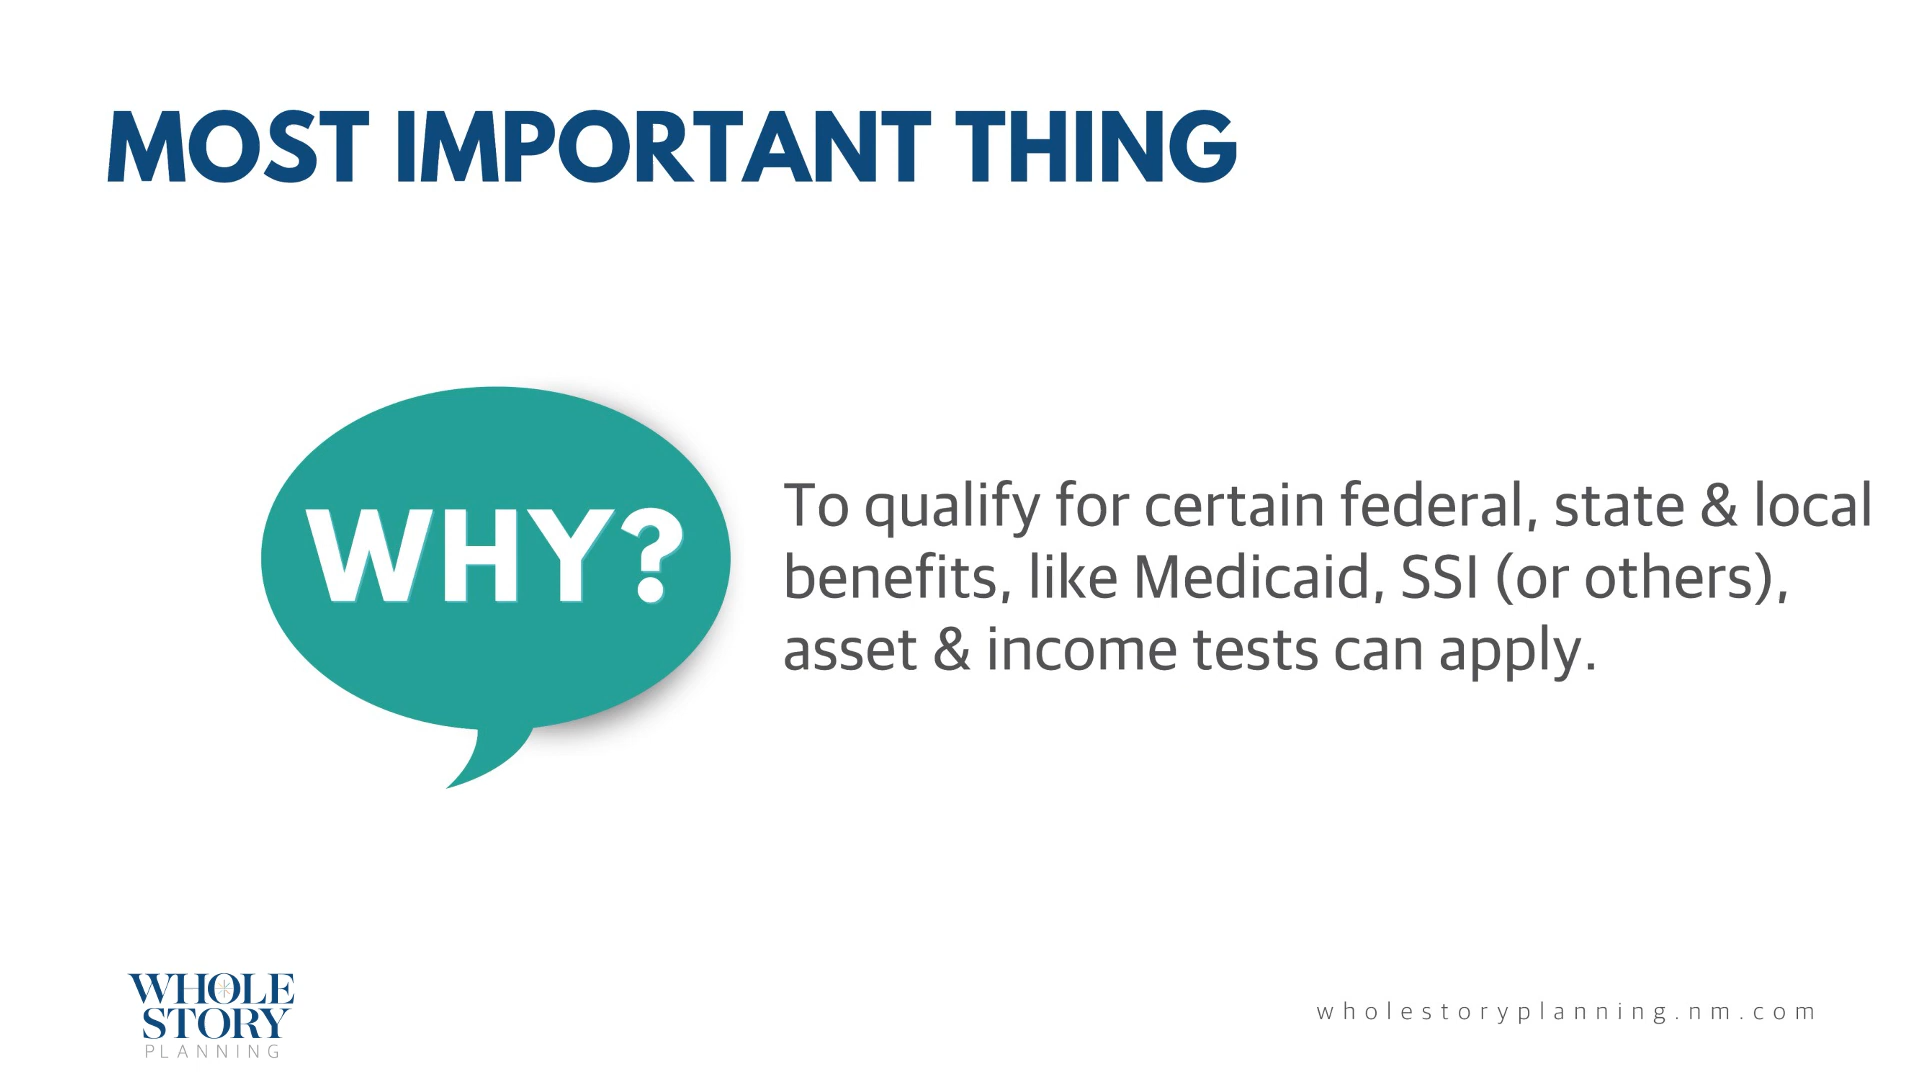 MOST IMPORTANT THING
WHY?
To qualify for certain federal, state & local
benefits, like Medicaid, SSI (or others),
asset & income tests can apply.
WHOLE
STORY
PLANNING
wholestoryplanning.nm.com